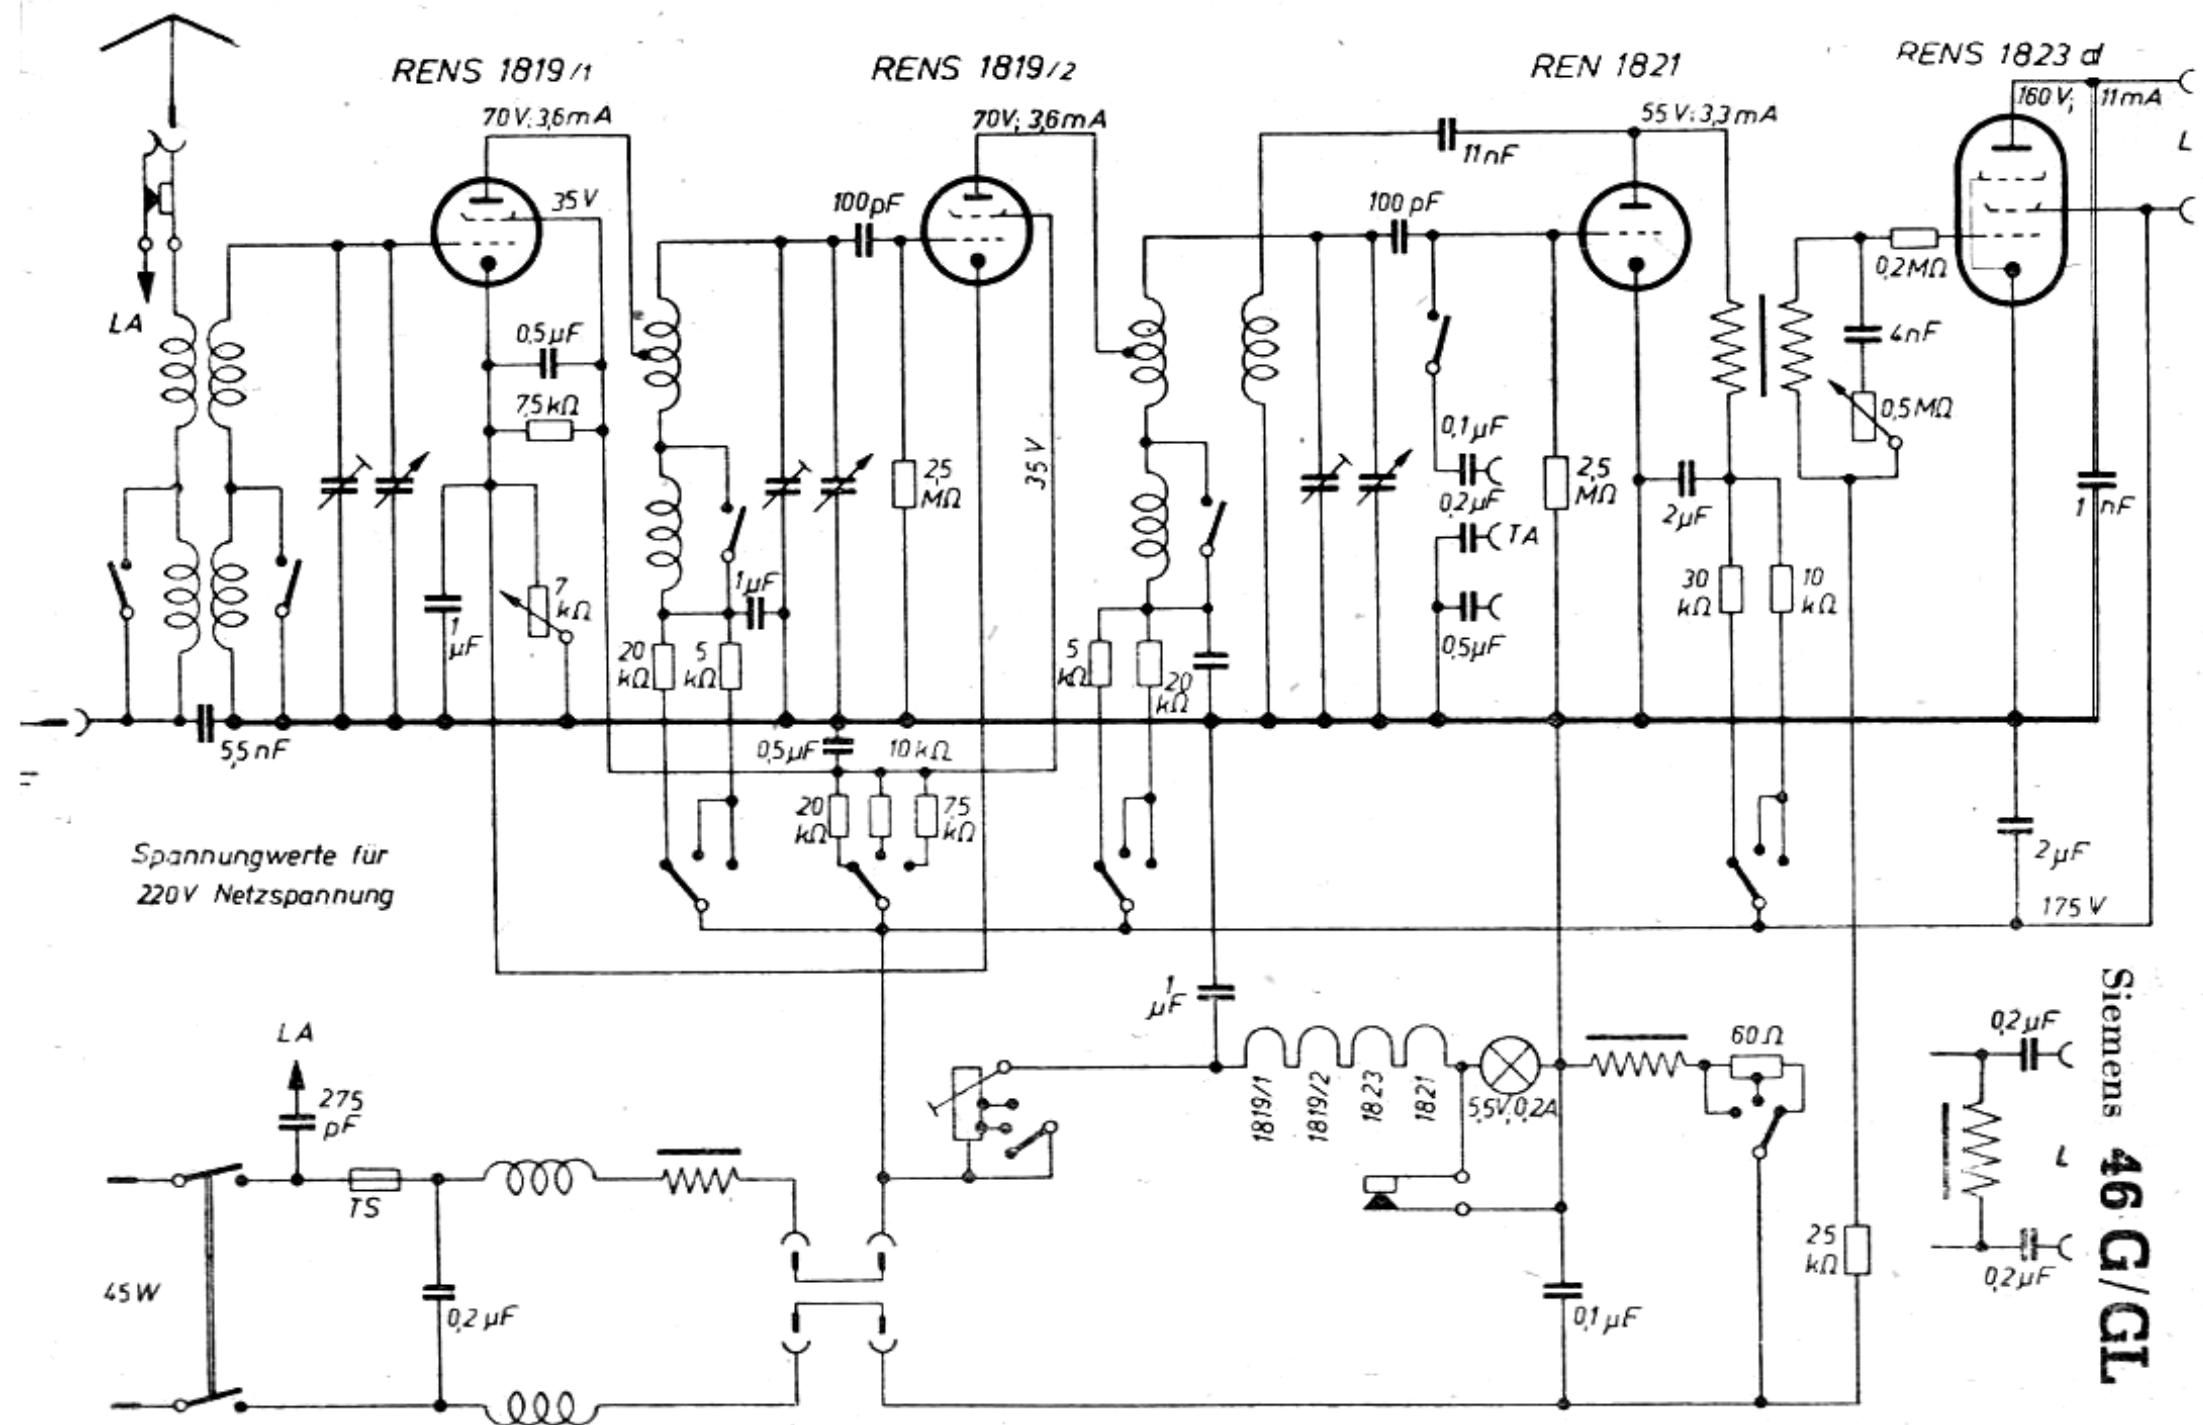 RENS 1819/1
RENS 1819/2
REN 1821
RENS 1823 d
70V; 3,6mA
70V; 3,6mA
55V; 3,3mA
160V; 11mA
L
35V
100pF
11nF
100 pF
0,2MΩ
LA
0,5µF
4nF
7,5kΩ
0,5MΩ
0,1µF
35V
2,5 MΩ
0,2µF
2,5 MΩ
2µF
1 nF
TA
1 µF
7 kΩ
1µF
30 kΩ
10 kΩ
20 kΩ
5 kΩ
5 kΩ
20 kΩ
0,5µF
5,5nF
0,5µF
10kΩ
20 kΩ
7,5 kΩ
Spannungwerte für
220V Netzspannung
2µF
175 V
1 µF
LA
275 pF
60Ω
0,2µF
1819/1
1819/2
1823
1821
5,5V, 0,2A
TS
L
45W
0,2µF
0,1µF
25 kΩ
0,2µF
Siemens 46 G/GL